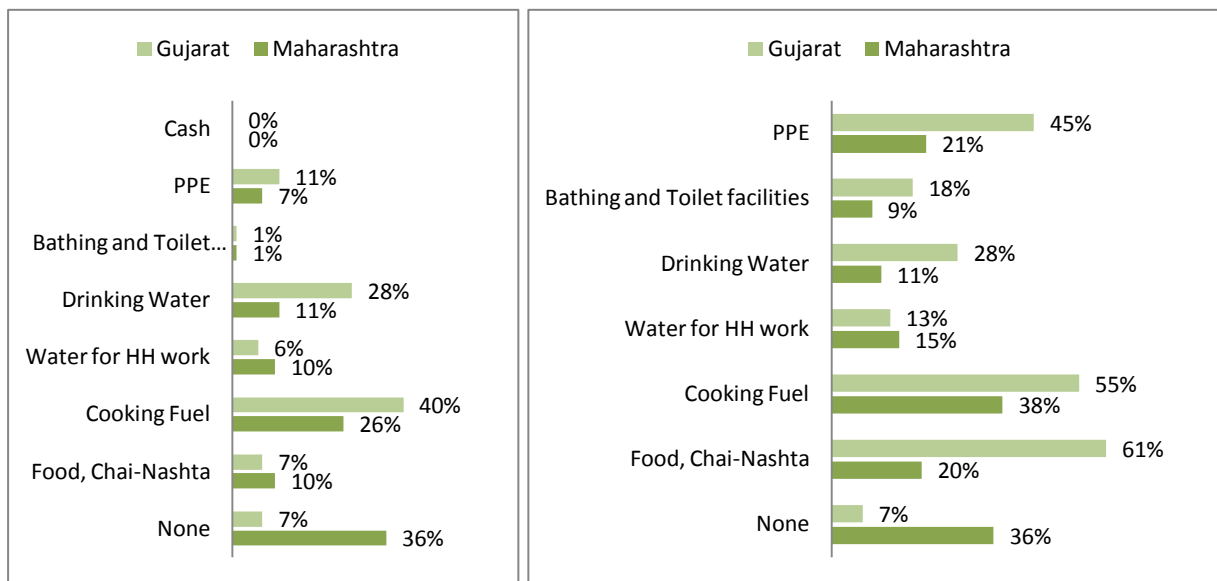 Gujarat Maharashtra
Cash 0%
0%
PPE 11%
7%
Bathing and Toilet... 1%
1%
Drinking Water 28%
11%
Water for HH work 6%
10%
Cooking Fuel 40%
26%
Food, Chai-Nashta 7%
10%
None 7%
36%
Gujarat Maharashtra
PPE 45%
21%
Bathing and Toilet facilities 18%
9%
Drinking Water 28%
11%
Water for HH work 13%
15%
Cooking Fuel 55%
38%
Food, Chai-Nashta 61%
20%
None 7%
36%